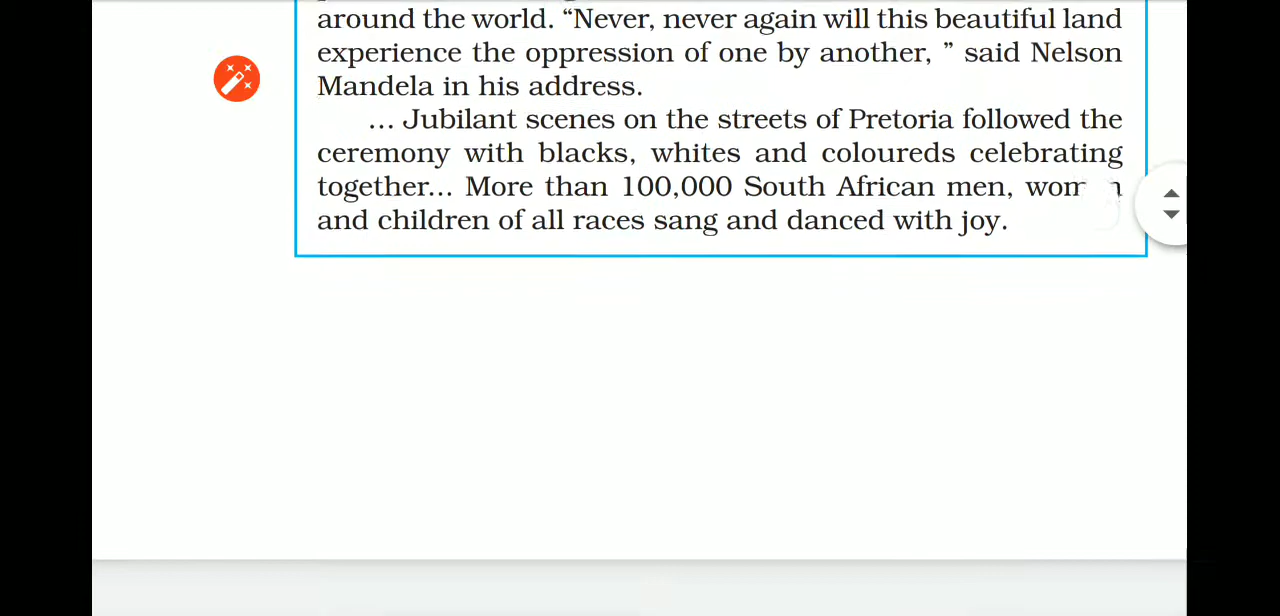 around the world. “Never, never again will this beautiful land
experience the oppression of one by another, ” said Nelson
Mandela in his address.
... Jubilant scenes on the streets of Pretoria followed the
ceremony with blacks, whites and coloureds celebrating
together... More than 100,000 South African men,
and children of all races sang and danced with joy.